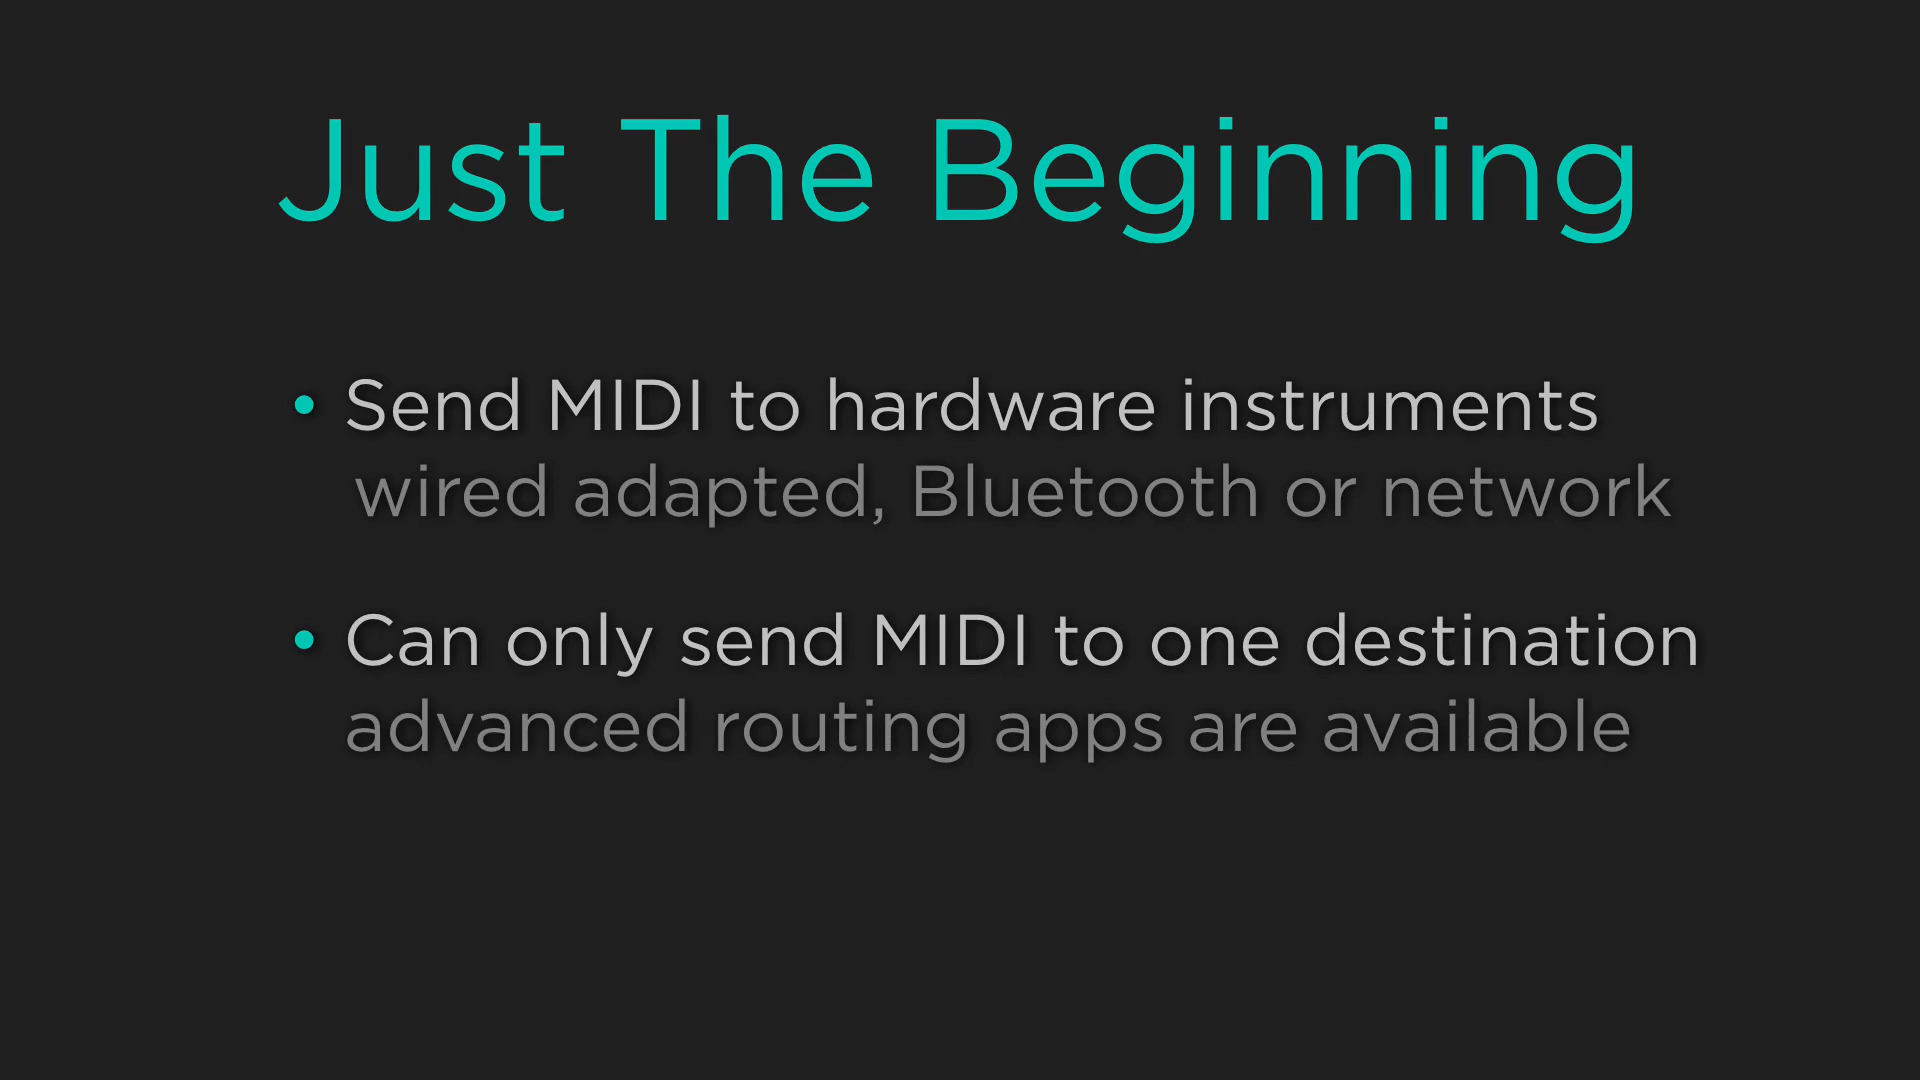 Just The Beginning
• Send MIDI to hardware instruments
wired adapted, Bluetooth or network
• Can only send MIDI to one destination
advanced routing apps are available